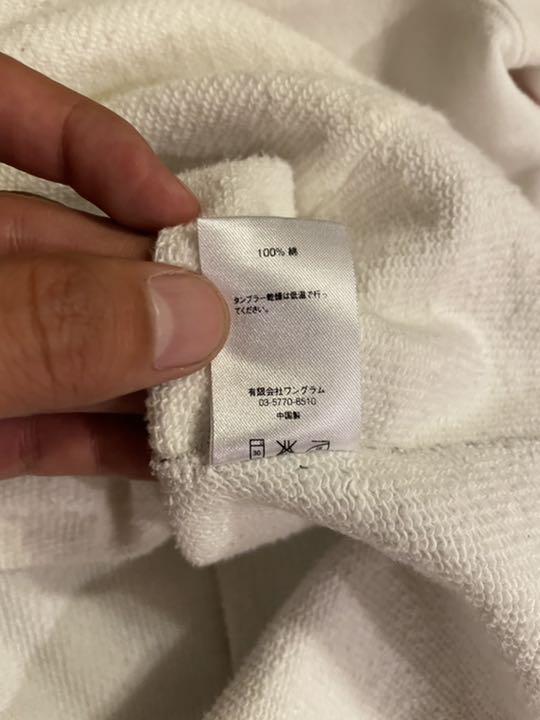 100% 綿
タンブラー乾燥は低温で行っ
てください。
有限会社ワングラム
03-5770-8510
中国製
30